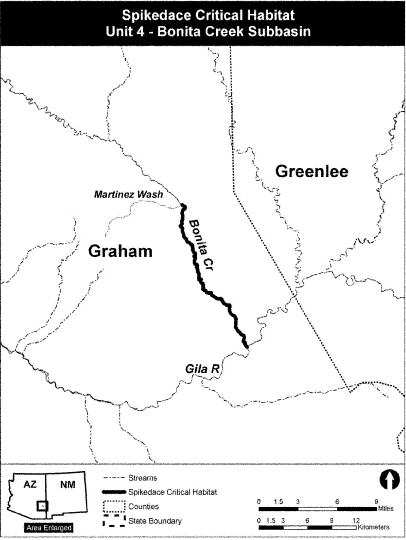 Spikedace Critical Habitat
Unit 4 - Bonita Creek Subbasin
Greenlee
Martinez Wash
Bonita Cr
Graham
Gila R
AZ
NM
Area Enlarged
Streams
Spikedace Critical Habitat
Counties
State Boundary
0 1.5 3 6 9
Miles
0 1.5 3 6 9 12
Kilometers